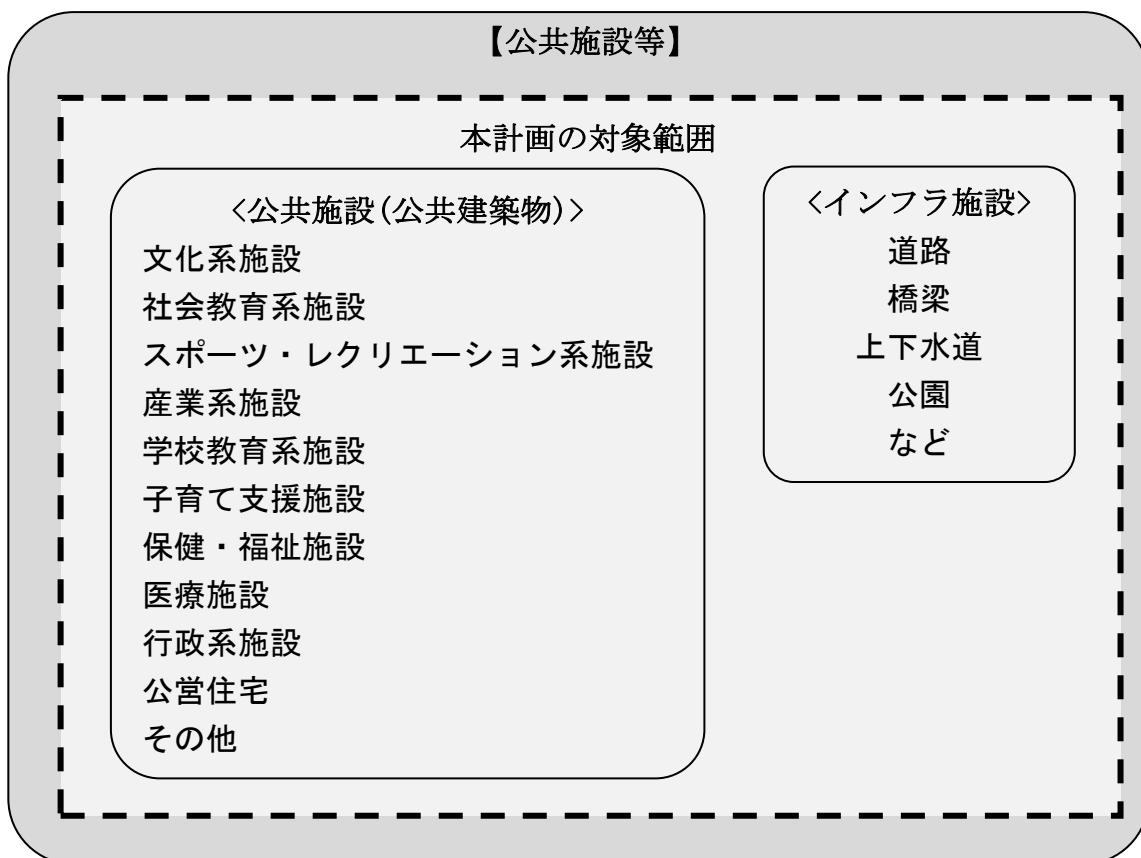 【公共施設等】
本計画の対象範囲
<公共施設(公共建築物)>
文化系施設
社会教育系施設
スポーツ・レクリエーション系施設
産業系施設
学校教育系施設
子育て支援施設
保健・福祉施設
医療施設
行政系施設
公営住宅
その他
<インフラ施設>
道路
橋梁
上下水道
公園
など